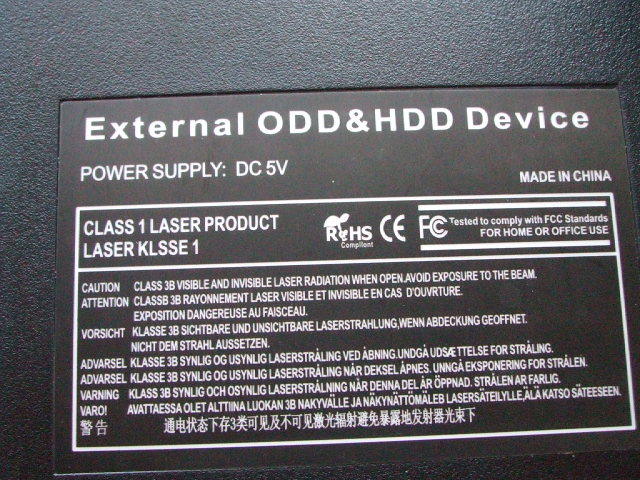 External ODD&HDD Device
POWER SUPPLY: DC 5V
MADE IN CHINA
CLASS 1 LASER PRODUCT
LASER KLSSE 1
RoHS
Compliont
CE
FC Tested to comply with FCC Standards
FOR HOME OR OFFICE USE
CAUTION CLASS 3B VISIBLE AND INVISIBLE LASER RADIATION WHEN OPEN.AVOID EXPOSURE TO THE BEAM.
ATTENTION CLASSB 3B RAYONNEMENT LASER VISIBLE ET INVISIBLE EN CAS D'OUVRTURE.
EXPOSITION DANGEREUSE AU FAISCEAU.
VORSICHT KLASSE 3B SICHTBARE UND UNSICHTBARE LASERSTRAHLUNG,WENN ABDECKUNG GEOFFNET.
NICHT DEM STRAHL AUSSETZEN.
ADVARSEL KLASSE 3B SYNLIG OG USYNLIG LASERSTRÅLING VED ÅBNING.UNDGÅ UDSÆTTELSE FOR STRÅLING.
ADVARSEL KLASSE 3B SYNLIG OG USYNLIG LASERSTRÅLING NÅR DEKSEL ÅPNES. UNNGÅ EKSPONERING FOR STRÅLEN.
VARNING KLASS 3B SYNLIG OCH OSYNLIG LASERSTRÅLNING NÄR DENNA DEL ÄR ÖPPNAD. STRÅLEN ÄR FARLIG.
VARO! AVATTAESSA OLET ALTTIINA LUOKAN 3B NAKYVÄLLE JA NÄKYNÄTTÖMÄLEB LASERSÄTEILYLLE.ÄLÄ KATSO SÄTEESEEN.
警告 通电状态下存3类可见及不可见激光辐射避免暴露地发射器光束下